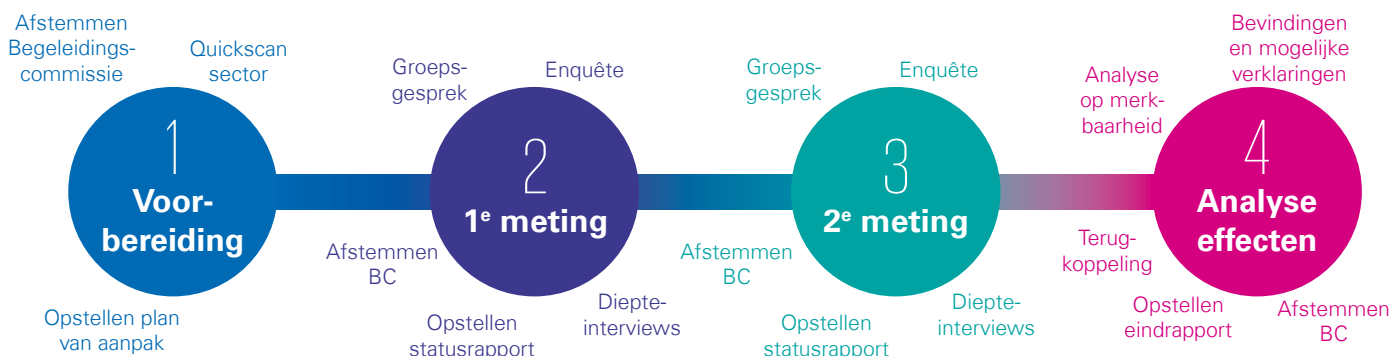 Afstemmen
Begeleidings-
commissie
Quickscan
sector
1
Voor-
bereiding
Opstellen plan
van aanpak
Groeps-
gesprek
Enquête
2
1e meting
Afstemmen
BC
Opstellen
statusrapport
Diepte-
interviews
Groeps-
gesprek
Enquête
3
2e meting
Afstemmen
BC
Opstellen
statusrapport
Diepte-
interviews
Analyse
op merk-
baarheid
Bevindingen
en mogelijke
verklaringen
4
Analyse
effecten
Terug-
koppeling
Opstellen
eindrapport
Afstemmen
BC